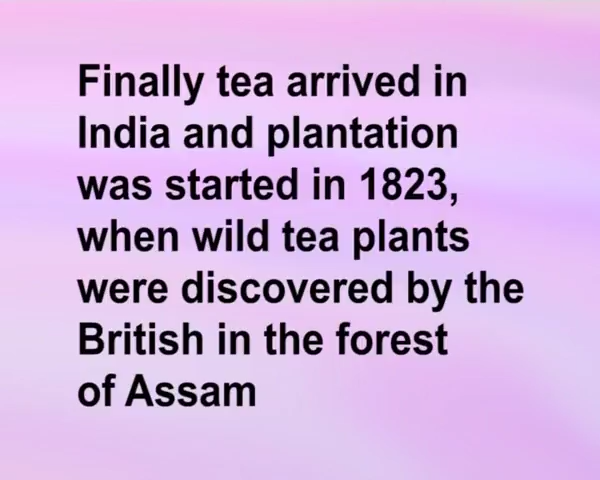 Finally tea arrived in
India and plantation
was started in 1823,
when wild tea plants
were discovered by the
British in the forest
of Assam